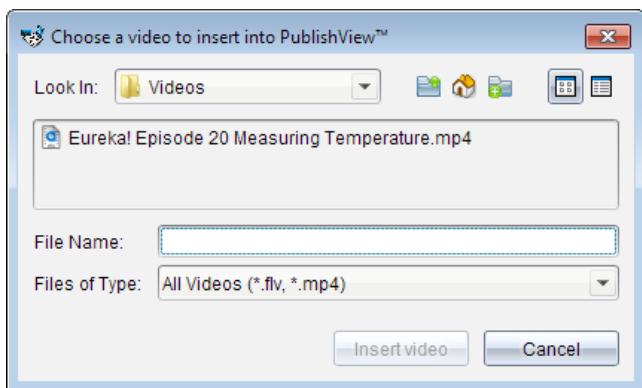 Choose a video to insert into PublishView™
Look In: Videos
Eureka! Episode 20 Measuring Temperature.mp4
File Name:
Files of Type: All Videos (*.flv, *.mp4)
Insert video Cancel